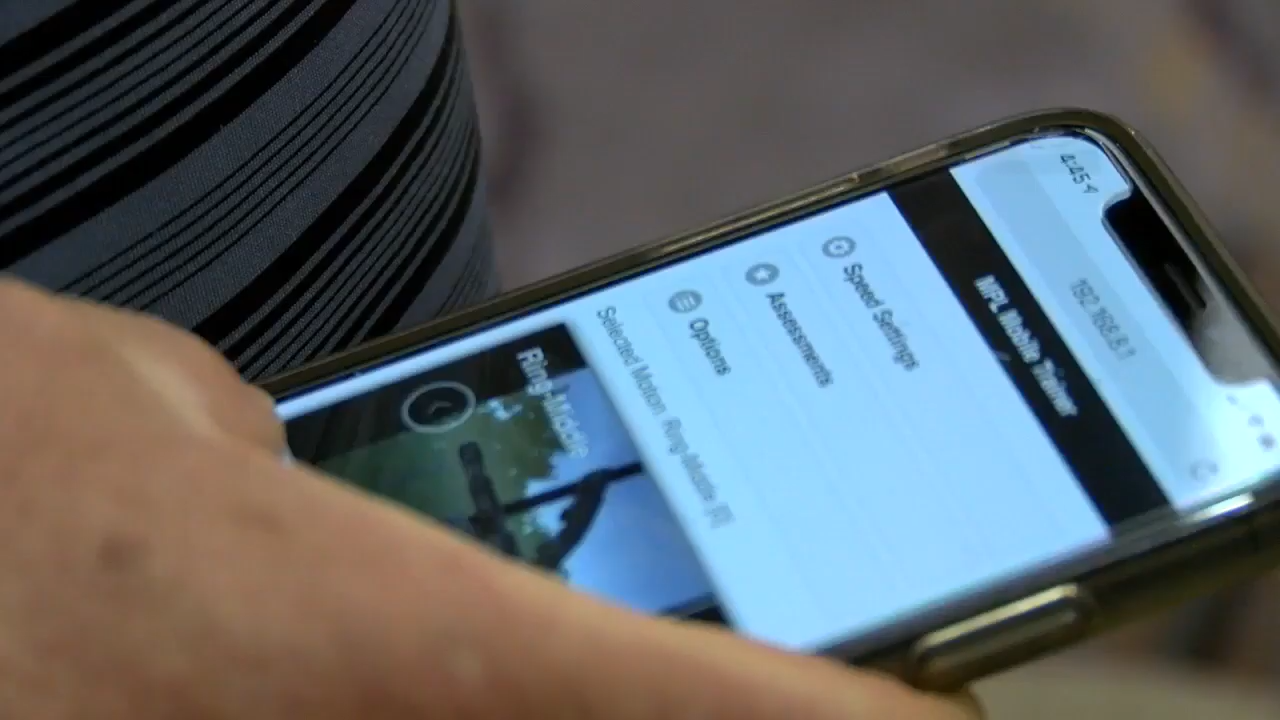 4:45
192.168.8.1
MPL Mobile Trainer
Speed Settings
Assessments
Options
Selected Motion: Ring-Middle [R]
Ring-Middle